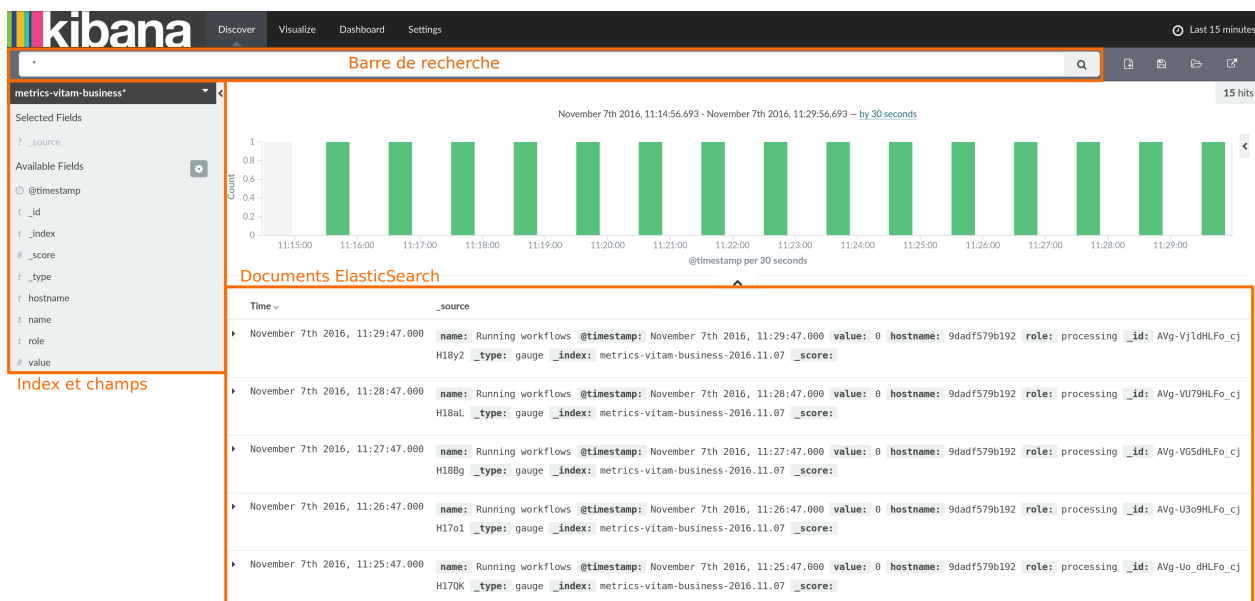 kibana Discover Visualize Dashboard Settings Last 15 minutes
* Barre de recherche
metrics-vitam-business* 15 hits
Selected Fields
? _source
Available Fields
@timestamp
t _id
t _index
# _score
t _type
t hostname
t name
t role
# value
Index et champs
November 7th 2016, 11:14:56.693 - November 7th 2016, 11:29:56.693 — by 30 seconds
Count
1
0.8
0.6
0.4
0.2
0
11:15:00 11:16:00 11:17:00 11:18:00 11:19:00 11:20:00 11:21:00 11:22:00 11:23:00 11:24:00 11:25:00 11:26:00 11:27:00 11:28:00 11:29:00
@timestamp per 30 seconds
Documents ElasticSearch
Time _source
November 7th 2016, 11:29:47.000 name: Running workflows @timestamp: November 7th 2016, 11:29:47.000 value: 0 hostname: 9dadf579b192 role: processing _id: AVg-VjldHLFo_cj
H18y2 _type: gauge _index: metrics-vitam-business-2016.11.07 _score:
November 7th 2016, 11:28:47.000 name: Running workflows @timestamp: November 7th 2016, 11:28:47.000 value: 0 hostname: 9dadf579b192 role: processing _id: AVg-VU79HLFo_cj
H18aL _type: gauge _index: metrics-vitam-business-2016.11.07 _score:
November 7th 2016, 11:27:47.000 name: Running workflows @timestamp: November 7th 2016, 11:27:47.000 value: 0 hostname: 9dadf579b192 role: processing _id: AVg-VGSdHLFo_cj
H18Bg _type: gauge _index: metrics-vitam-business-2016.11.07 _score:
November 7th 2016, 11:26:47.000 name: Running workflows @timestamp: November 7th 2016, 11:26:47.000 value: 0 hostname: 9dadf579b192 role: processing _id: AVg-U3o9HLFo_cj
H17o1 _type: gauge _index: metrics-vitam-business-2016.11.07 _score:
November 7th 2016, 11:25:47.000 name: Running workflows @timestamp: November 7th 2016, 11:25:47.000 value: 0 hostname: 9dadf579b192 role: processing _id: AVg-Uo_dHLFo_cj
H17QK _type: gauge _index: metrics-vitam-business-2016.11.07 _score: